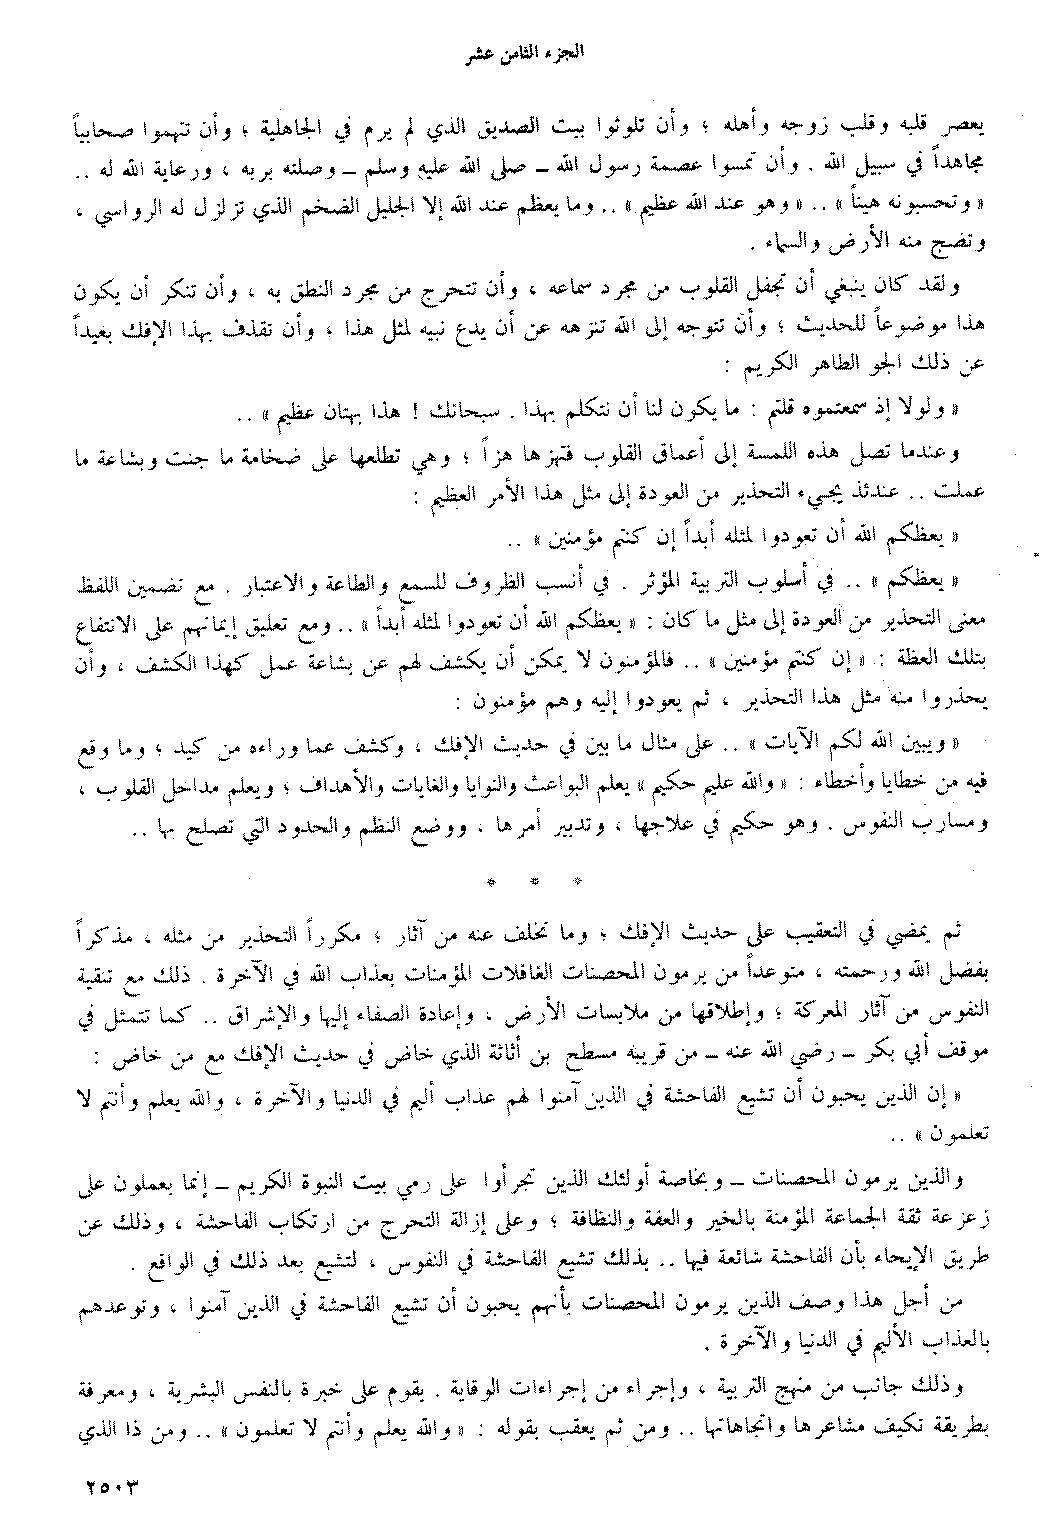 الجزء الثامن عشر
يعصر قلبه وقلب زوجه وأهله ؛ وأن تلوثوا بيت الصديق الذي لم يرم في الجاهلية ؛ وأن تتهموا صحابياً
مجاهداً في سبيل الله . وأن تمسوا عصمة رسول الله ــ صلى الله عليه وسلم ــ وصلته بربه ، ورعاية الله له ..
« وتحسبونه هيناً » .. « وهو عند الله عظيم » .. وما يعظم عند الله إلا الجليل الضخم الذي تزلزل له الرواسي ،
وتضج منه الأرض والسماء .
ولقد كان ينبغي أن تجفل القلوب من مجرد سماعه ، وأن تتحرج من مجرد النطق به ، وأن تنكر أن يكون
هذا موضوعاً للحديث ؛ وأن تتوجه إلى الله تنزهه عن أن يدع نبيه لمثل هذا ، وأن تقذف بهذا الإفك بعيداً
عن ذلك الجو الطاهر الكريم :
« ولولا إذ سمعتموه قلتم : ما يكون لنا أن نتكلم بهذا . سبحانك ! هذا بهتان عظيم » ..
وعندما تصل هذه اللمسة إلى أعماق القلوب فتهزها هزاً ؛ وهي تطلعها على ضخامة ما جنت وبشاعة ما
عملت .. عندئذ يجسيء التحذير من العودة إلى مثل هذا الأمر العظيم :
« يعظكم الله أن تعودوا لمثله أبداً إن كنتم مؤمنين » ..
« يعظكم » .. في أسلوب التربية المؤثر . في أنسب الظروف للسمع والطاعة والاعتبار . مع تضمين اللفظ
معنى التحذير من العودة إلى مثل ما كان : « يعظكم الله أن تعودوا لمثله أبداً » .. ومع تعليق إيمانهم على الانتفاع
بتلك العظة : « إن كنتم مؤمنين » .. فالمؤمنون لا يمكن أن يكشف لهم عن بشاعة عمل كهذا الكشف ، وأن
يحذروا منه مثل هذا التحذير ، ثم يعودوا إليه وهم مؤمنون :
« ويبين الله لكم الآيات » .. على مثال ما بين في حديث الإفك ، وكشف عما وراءه من كيد ؛ وما وقع
فيه من خطايا وأخطاء : « والله عليم حكيم » يعلم البواعث والنوايا والغايات والأهداف ؛ ويعلم مداخل القلوب ،
ومسارب النفوس . وهو حكيم في علاجها ، وتدبير أمرها ، ووضع النظم والحدود التي تصلح بها ..
* * *
ثم يمضي في التعقيب على حديث الإفك ؛ وما تخلف عنه من آثار ؛ مكرراً التحذير من مثله ، مذكراً
بفضل الله ورحمته ، متوعداً من يرمون المحصنات الغافلات المؤمنات بعذاب الله في الآخرة . ذلك مع تنقية
النفوس من آثار المعركة ؛ وإطلاقها من ملابسات الأرض ، وإعادة الصفاء إليها والإشراق .. كما تتمثل في
موقف أبي بكر ــ رضي الله عنه ــ من قريبه مسطح بن أثاثة الذي خاض في حديث الإفك مع من خاض :
« إن الذين يحبون أن تشيع الفاحشة في الذين آمنوا لهم عذاب أليم في الدنيا والآخرة ، والله يعلم وأنتم لا
تعلمون » ..
والذين يرمون المحصنات ــ وبخاصة أولئك الذين تجرأوا على رمي بيت النبوة الكريم ــ إنما يعملون على
زعزعة ثقة الجماعة المؤمنة بالخير والعفة والنظافة ؛ وعلى إزالة التحرج من ارتكاب الفاحشة ، وذلك عن
طريق الإيحاء بأن الفاحشة شائعة فيها .. بذلك تشيع الفاحشة في النفوس ، لتشيع بعد ذلك في الواقع .
من أجل هذا وصف الذين يرمون المحصنات بأنهم يحبون أن تشيع الفاحشة في الذين آمنوا ، وتوعدهم
بالعذاب الأليم في الدنيا والآخرة .
وذلك جانب من منهج التربية ، وإجراء من إجراءات الوقاية . يقوم على خبرة بالنفس البشرية ، ومعرفة
بطريقة تكيف مشاعرها واتجاهاتها .. ومن ثم يعقب بقوله : « والله يعلم وأنتم لا تعلمون » .. ومن ذا الذي
٢٥٠٣